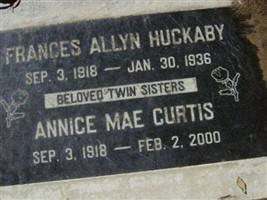 FRANCES ALLYN HUCKABY
SEP. 3, 1918 — JAN. 30, 1936
BELOVED TWIN SISTERS
ANNICE MAE CURTIS
SEP. 3, 1918 — FEB. 2, 2000